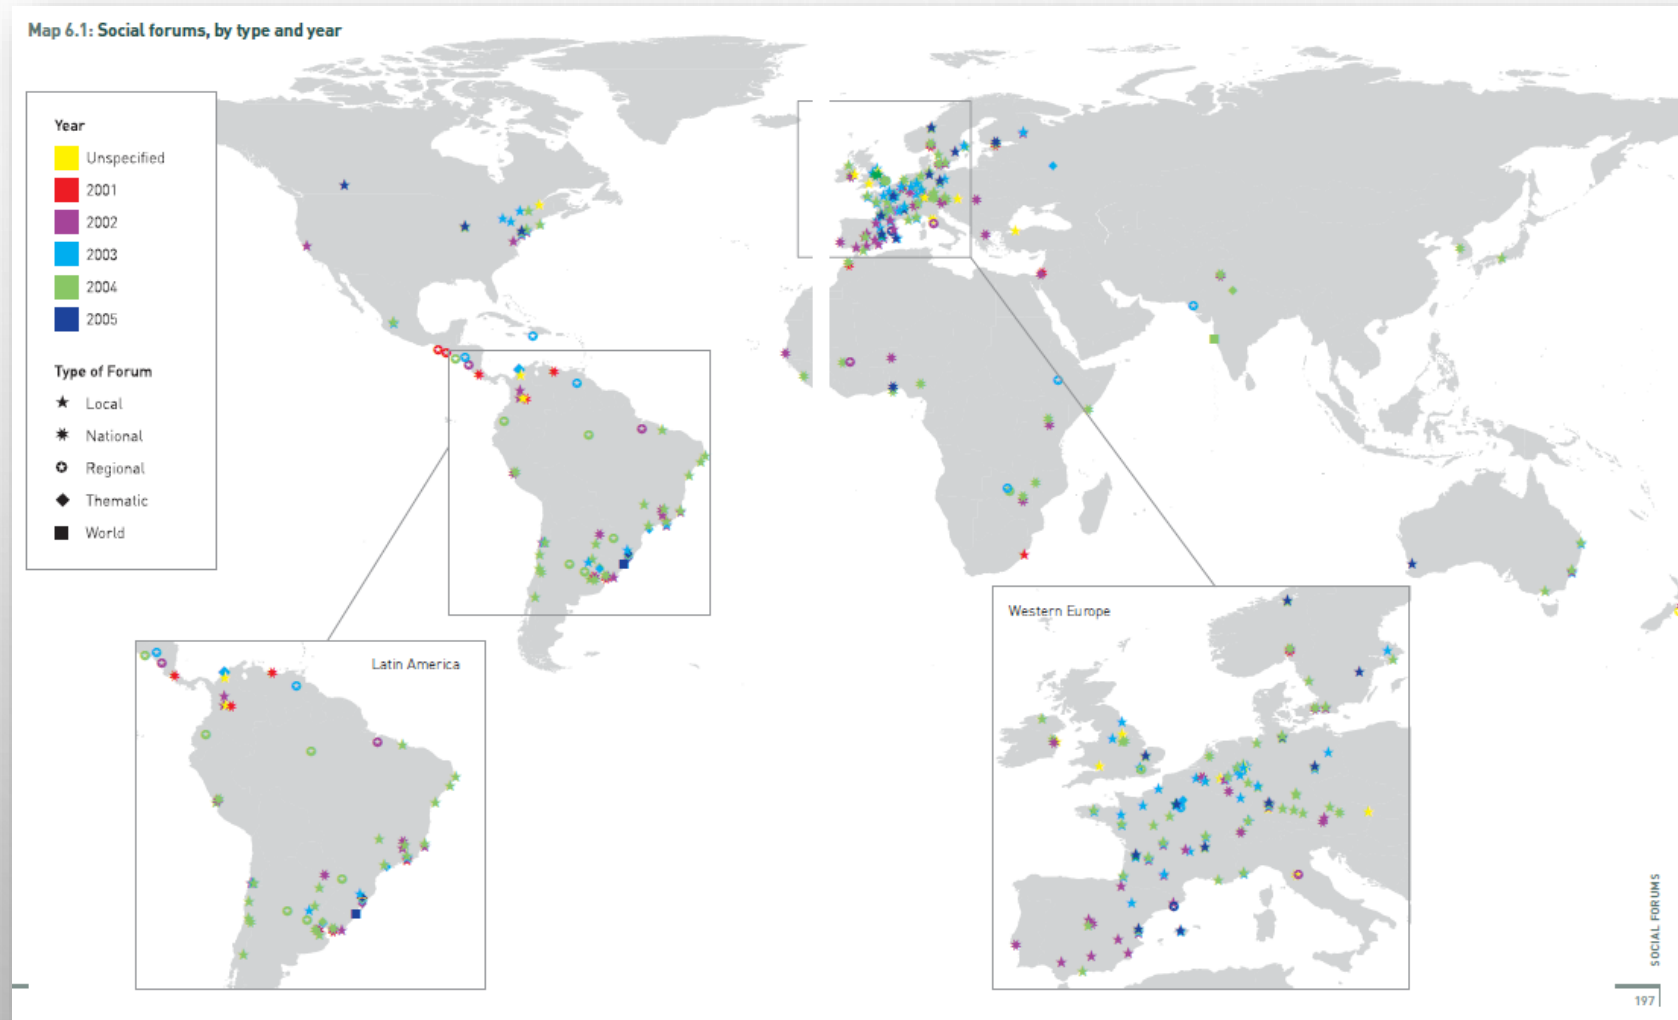 Map 6.1: Social forums, by type and year
Year
Unspecified
2001
2002
2003
2004
2005
Type of Forum
Local
National
Regional
Thematic
World
Latin America
Western Europe
SOCIAL FORUMS
197